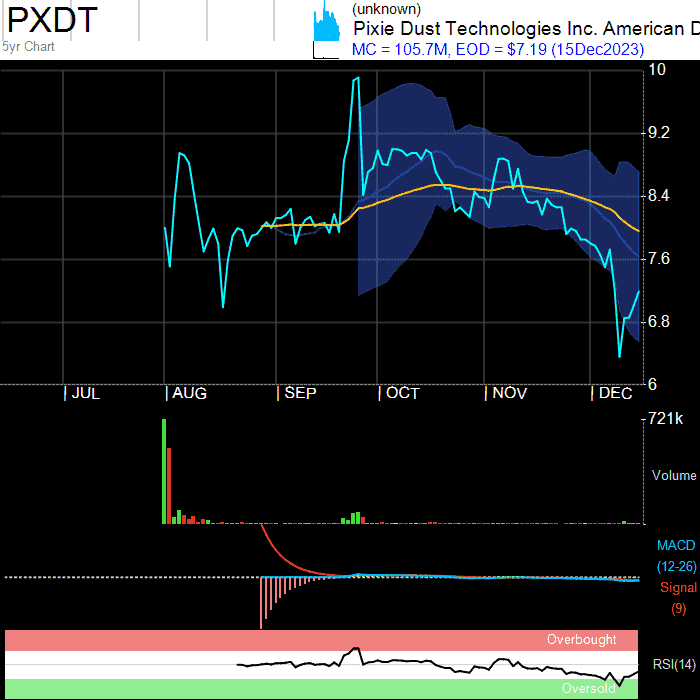 PXDT
(unknown)
Pixie Dust Technologies Inc. American D
5yr Chart
MC = 105.7M, EOD = $7.19 (15Dec2023)
10
9.2
8.4
7.6
6.8
6
| JUL | AUG | SEP | OCT | NOV | DEC
721k
Volume
MACD
(12-26)
Signal
(9)
Overbought
RSI(14)
Oversold